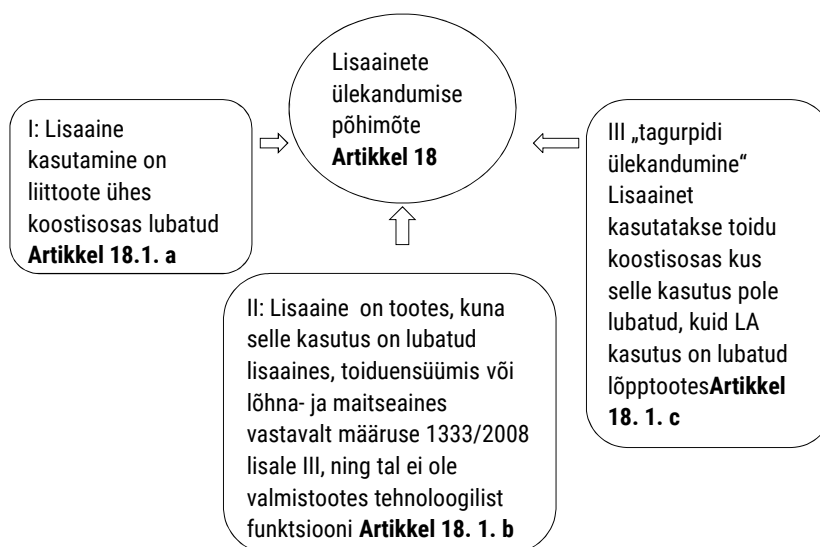 Lisaainete
ülekandumise
põhimõte
Artikkel 18
I: Lisaaine
kasutamine on
liittoote ühes
koostisosas lubatud
Artikkel 18.1. a
II: Lisaaine on tootes, kuna
selle kasutus on lubatud
lisaaines, toiduensüümis või
lõhna- ja maitseaines
vastavalt määruse 1333/2008
lisale III, ning tal ei ole
valmistootes tehnoloogilist
funktsiooni Artikkel 18. 1. b
III „tagurpidi
ülekandumine“
Lisaainet
kasutatakse toidu
koostisosas kus
selle kasutus pole
lubatud, kuid LA
kasutus on lubatud
lõpptootesArtikkel
18. 1. c